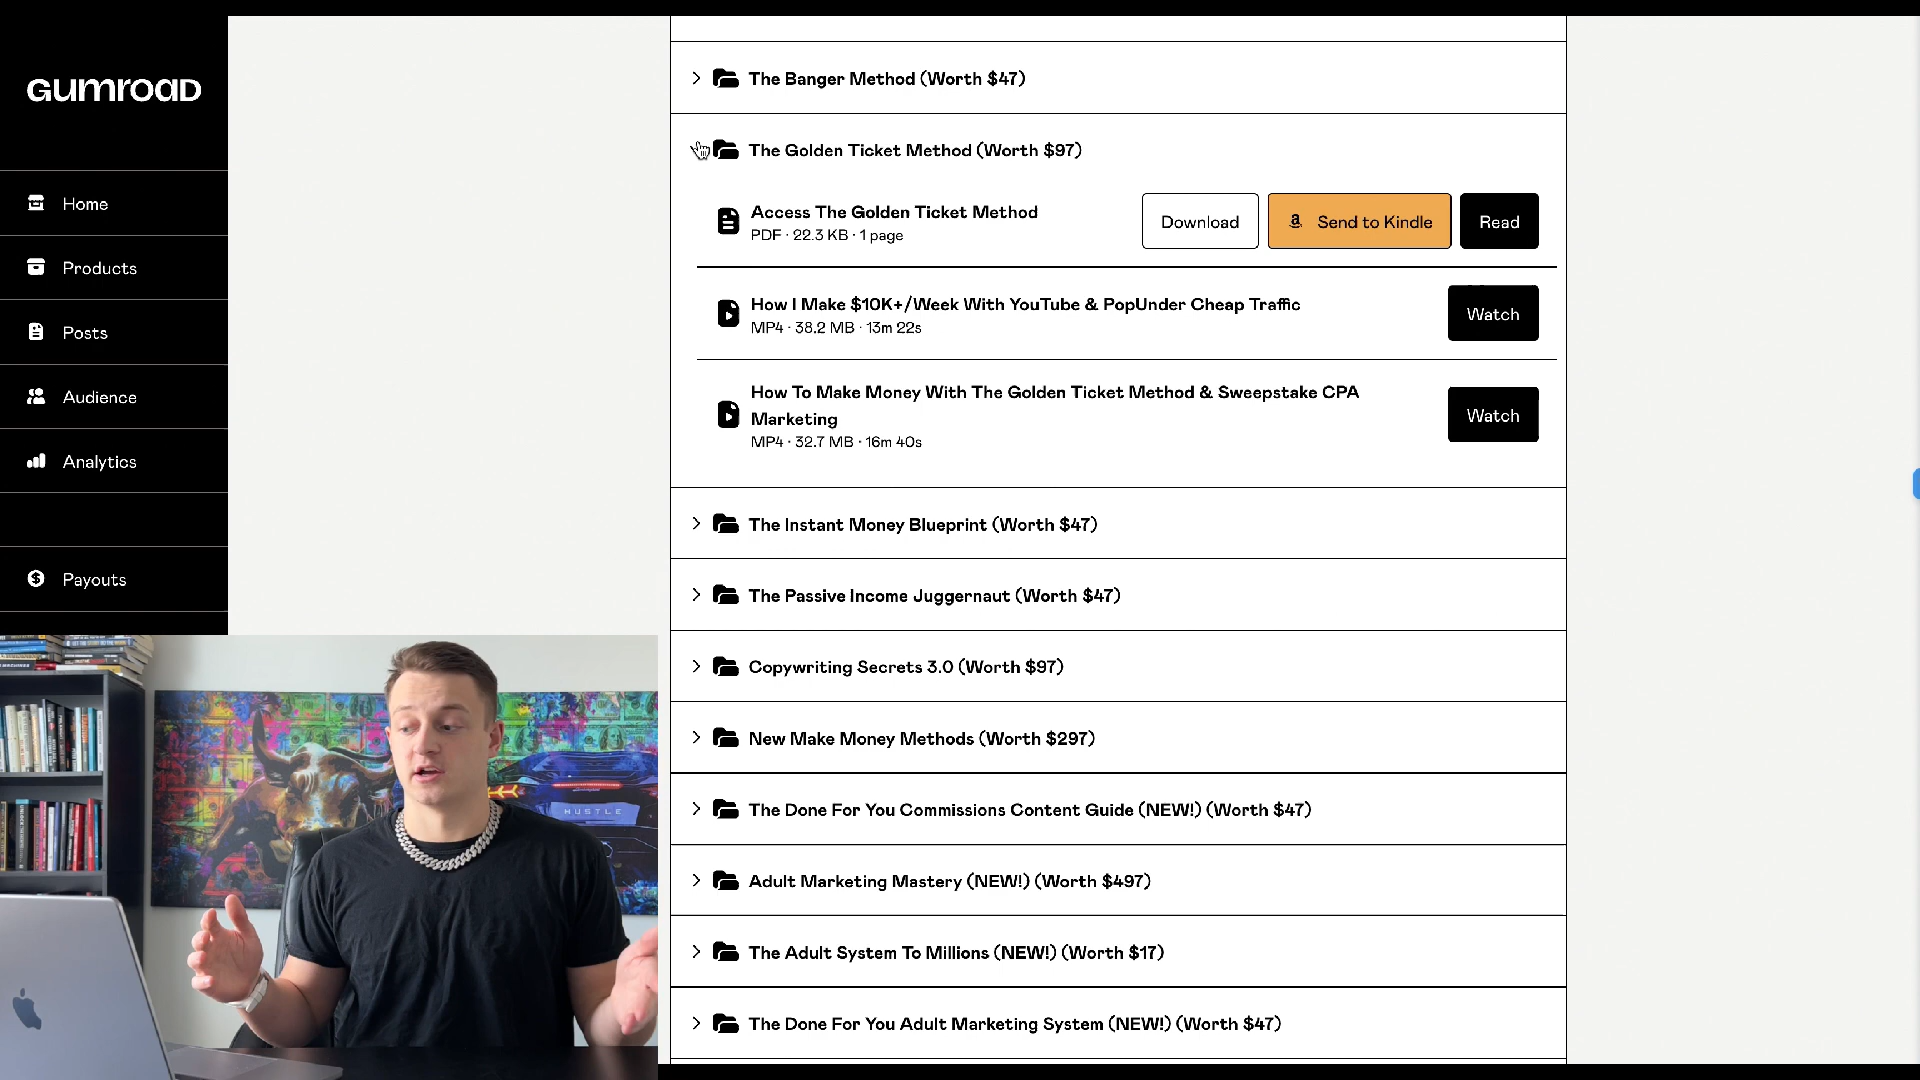 GUMROAD
Home
Products
Posts
Audience
Analytics
Payouts
The Banger Method (Worth $47)
The Golden Ticket Method (Worth $97)
Access The Golden Ticket Method
PDF · 22.3 KB · 1 page
Download
Send to Kindle
Read
How I Make $10K+/Week With YouTube & PopUnder Cheap Traffic
MP4 · 38.2 MB · 13m 22s
Watch
How To Make Money With The Golden Ticket Method & Sweepstake CPA
Marketing
MP4 · 32.7 MB · 16m 40s
Watch
The Instant Money Blueprint (Worth $47)
The Passive Income Juggernaut (Worth $47)
Copywriting Secrets 3.0 (Worth $97)
New Make Money Methods (Worth $297)
The Done For You Commissions Content Guide (NEW!) (Worth $47)
Adult Marketing Mastery (NEW!) (Worth $497)
The Adult System To Millions (NEW!) (Worth $17)
The Done For You Adult Marketing System (NEW!) (Worth $47)
HUSTLE